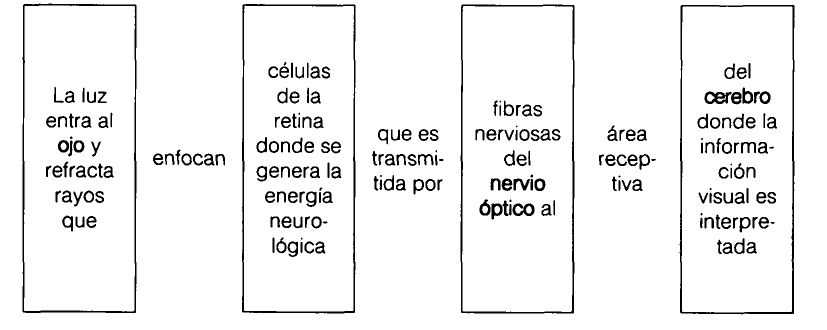 La luz
entra al
ojo y
refracta
rayos
que
enfocan
células
de la
retina
donde se
genera la
energía
neuro-
lógica
que es
transmi-
tida por
fibras
nerviosas
del
nervio
óptico al
área
recep-
tiva
del
cerebro
donde la
informa-
ción
visual es
interpre-
tada